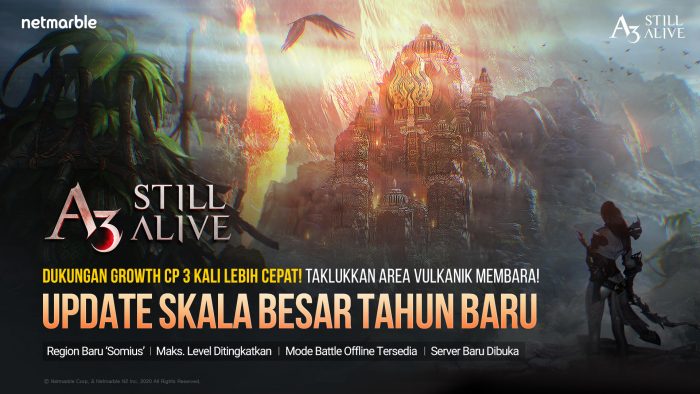 netmarble
A3 STILL ALIVE
A3 STILL ALIVE
DUKUNGAN GROWTH CP 3 KALI LEBIH CEPAT! TAKLUKKAN AREA VULKANIK MEMBARA!
UPDATE SKALA BESAR TAHUN BARU
Region Baru ‘Somius’ | Maks. Level Ditingkatkan | Mode Battle Offline Tersedia | Server Baru Dibuka
© Netmarble Corp. & Netmarble N2 Inc. 2020 All Rights Reserved.